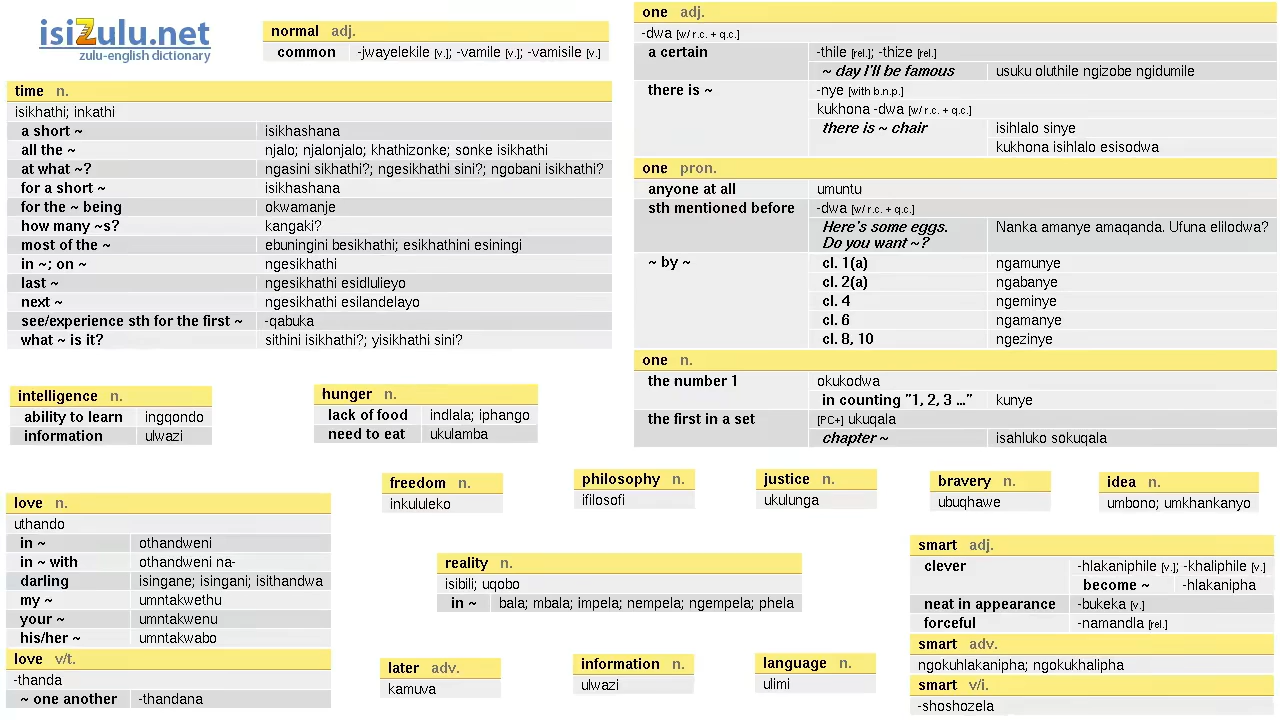 isiZulu.net
zulu-english dictionary
normal adj.
common -jwayelekile [v.]; -vamile [v.]; -vamisile [v.]
time n.
isikhathi; inkathi
a short ~ isikhashana
all the ~ njalo; njalonjalo; khathizonke; sonke isikhathi
at what ~? ngasini sikhathi?; ngesikhathi sini?; ngobani isikhathi?
for a short ~ isikhashana
for the ~ being okwamanje
how many ~s? kangaki?
most of the ~ ebuningini besikhathi; esikhathini esiningi
in ~; on ~ ngesikhathi
last ~ ngesikhathi esidlulieyo
next ~ ngesikhathi esilandelayo
see/experience sth for the first ~ -qabuka
what ~ is it? sithini isikhathi?; yisikhathi sini?
one adj.
-dwa [w/ r.c. + q.c.]
a certain -thile [rel.]; -thize [rel.]
~ day I'll be famous usuku oluthile ngizobe ngidumile
there is ~ -nye [with b.n.p.]
kukhona -dwa [w/ r.c. + q.c.]
there is ~ chair isihlalo sinye
kukhona isihlalo esisodwa
one pron.
anyone at all umuntu
sth mentioned before -dwa [w/ r.c. + q.c.]
Here's some eggs. Nanka amanye amaqanda. Ufuna elilodwa?
Do you want ~?
~ by ~ cl. 1(a) ngamunye
cl. 2(a) ngabanye
cl. 4 ngeminye
cl. 6 ngamanye
cl. 8, 10 ngezinye
one n.
the number 1 okukodwa
in counting "1, 2, 3 ..." kunye
the first in a set [PC+] ukuqala
chapter ~ isahluko sokuqala
intelligence n.
ability to learn ingqondo
information ulwazi
hunger n.
lack of food indlala; iphango
need to eat ukulamba
freedom n.
inkululeko
philosophy n.
ifilosofi
justice n.
ukulunga
bravery n.
ubuqhawe
idea n.
umbono; umkhankanyo
love n.
uthando
in ~ othandweni
in ~ with othandweni na-
darling isingane; isingani; isithandwa
my ~ umntakwethu
your ~ umntakwenu
his/her ~ umntakwabo
love v/t.
-thanda
~ one another -thandana
reality n.
isibili; uqobo
in ~ bala; mbala; impela; nempela; ngempela; phela
later adv.
kamuva
information n.
ulwazi
language n.
ulimi
smart adj.
clever -hlakaniphile [v.]; -khaliphile [v.]
become ~ -hlakanipha
neat in appearance -bukeka [v.]
forceful -namandla [rel.]
smart adv.
ngokuhlakanipha; ngokukhalipha
smart v/i.
-shoshozela